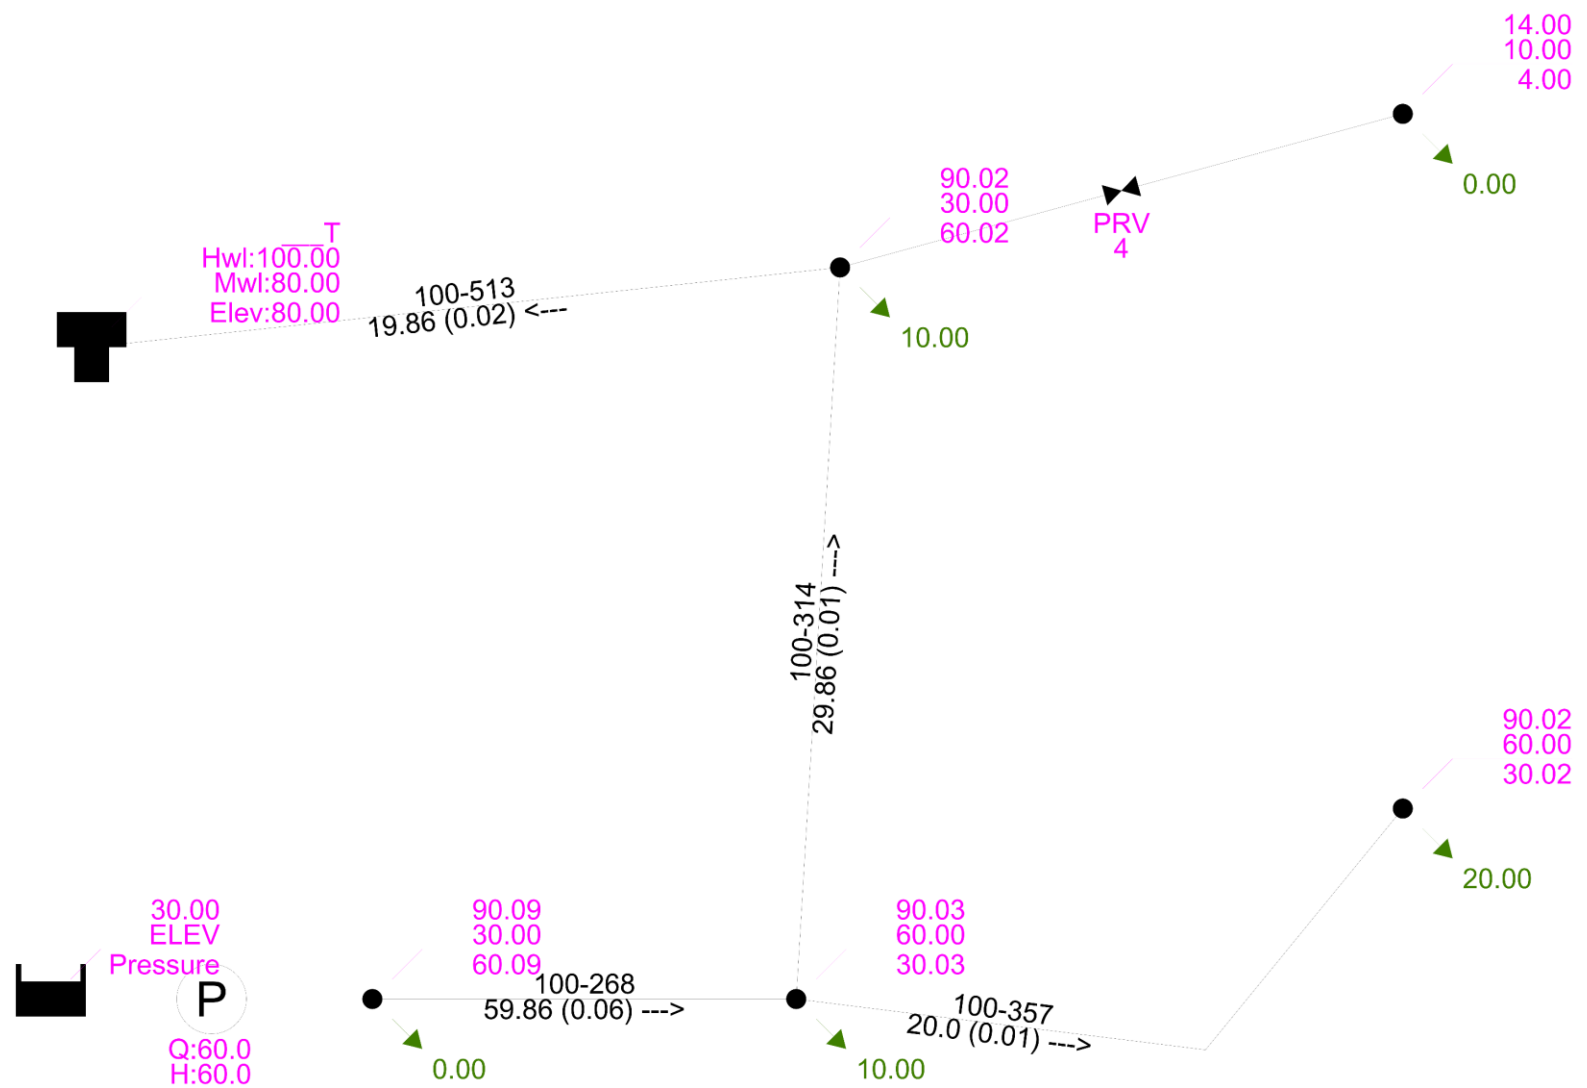 14.00
10.00
4.00
0.00
90.02
30.00
60.02
PRV
4
10.00
___T
Hwl:100.00
Mwl:80.00
Elev:80.00
100-513
19.86 (0.02) <---
100-314
29.86 (0.01) --->
90.02
60.00
30.02
20.00
30.00
ELEV
Pressure
P
Q:60.0
H:60.0
90.09
30.00
60.09
0.00
100-268
59.86 (0.06) --->
90.03
60.00
30.03
10.00
100-357
20.0 (0.01) --->